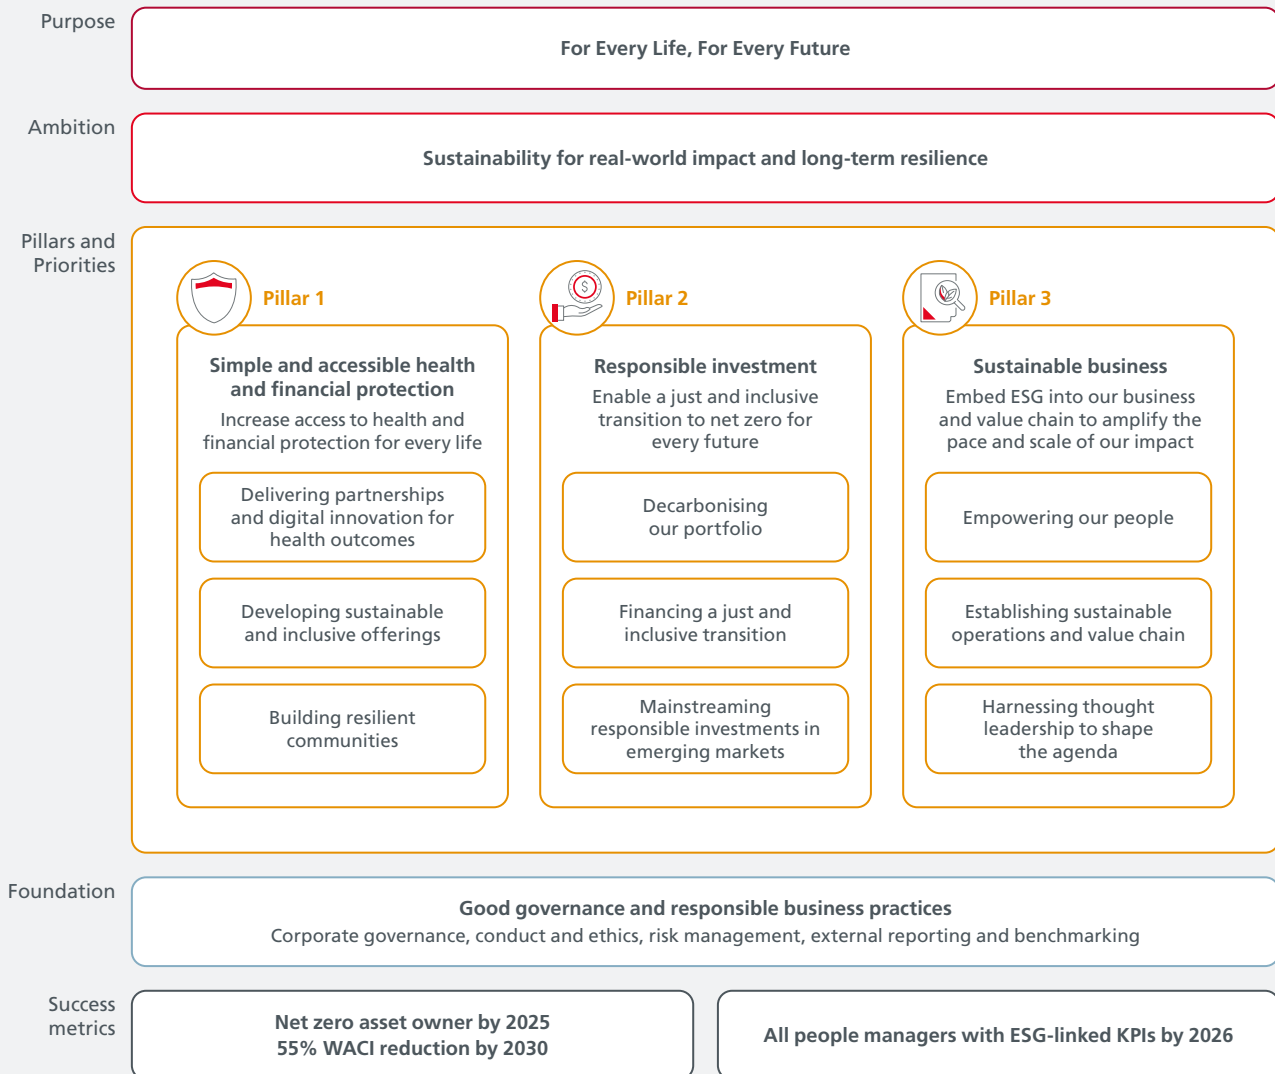 Purpose
For Every Life, For Every Future
Ambition
Sustainability for real-world impact and long-term resilience
Pillars and
Priorities
Pillar 1
Simple and accessible health
and financial protection
Increase access to health and
financial protection for every life
Delivering partnerships
and digital innovation for
health outcomes
Developing sustainable
and inclusive offerings
Building resilient
communities
$
Pillar 2
Responsible investment
Enable a just and inclusive
transition to net zero for
every future
Decarbonising
our portfolio
Financing a just and
inclusive transition
Mainstreaming
responsible investments in
emerging markets
Pillar 3
Sustainable business
Embed ESG into our business
and value chain to amplify the
pace and scale of our impact
Empowering our people
Establishing sustainable
operations and value chain
Harnessing thought
leadership to shape
the agenda
Foundation
Good governance and responsible business practices
Corporate governance, conduct and ethics, risk management, external reporting and benchmarking
Success
metrics
Net zero asset owner by 2025
55% WACI reduction by 2030
All people managers with ESG-linked KPIs by 2026